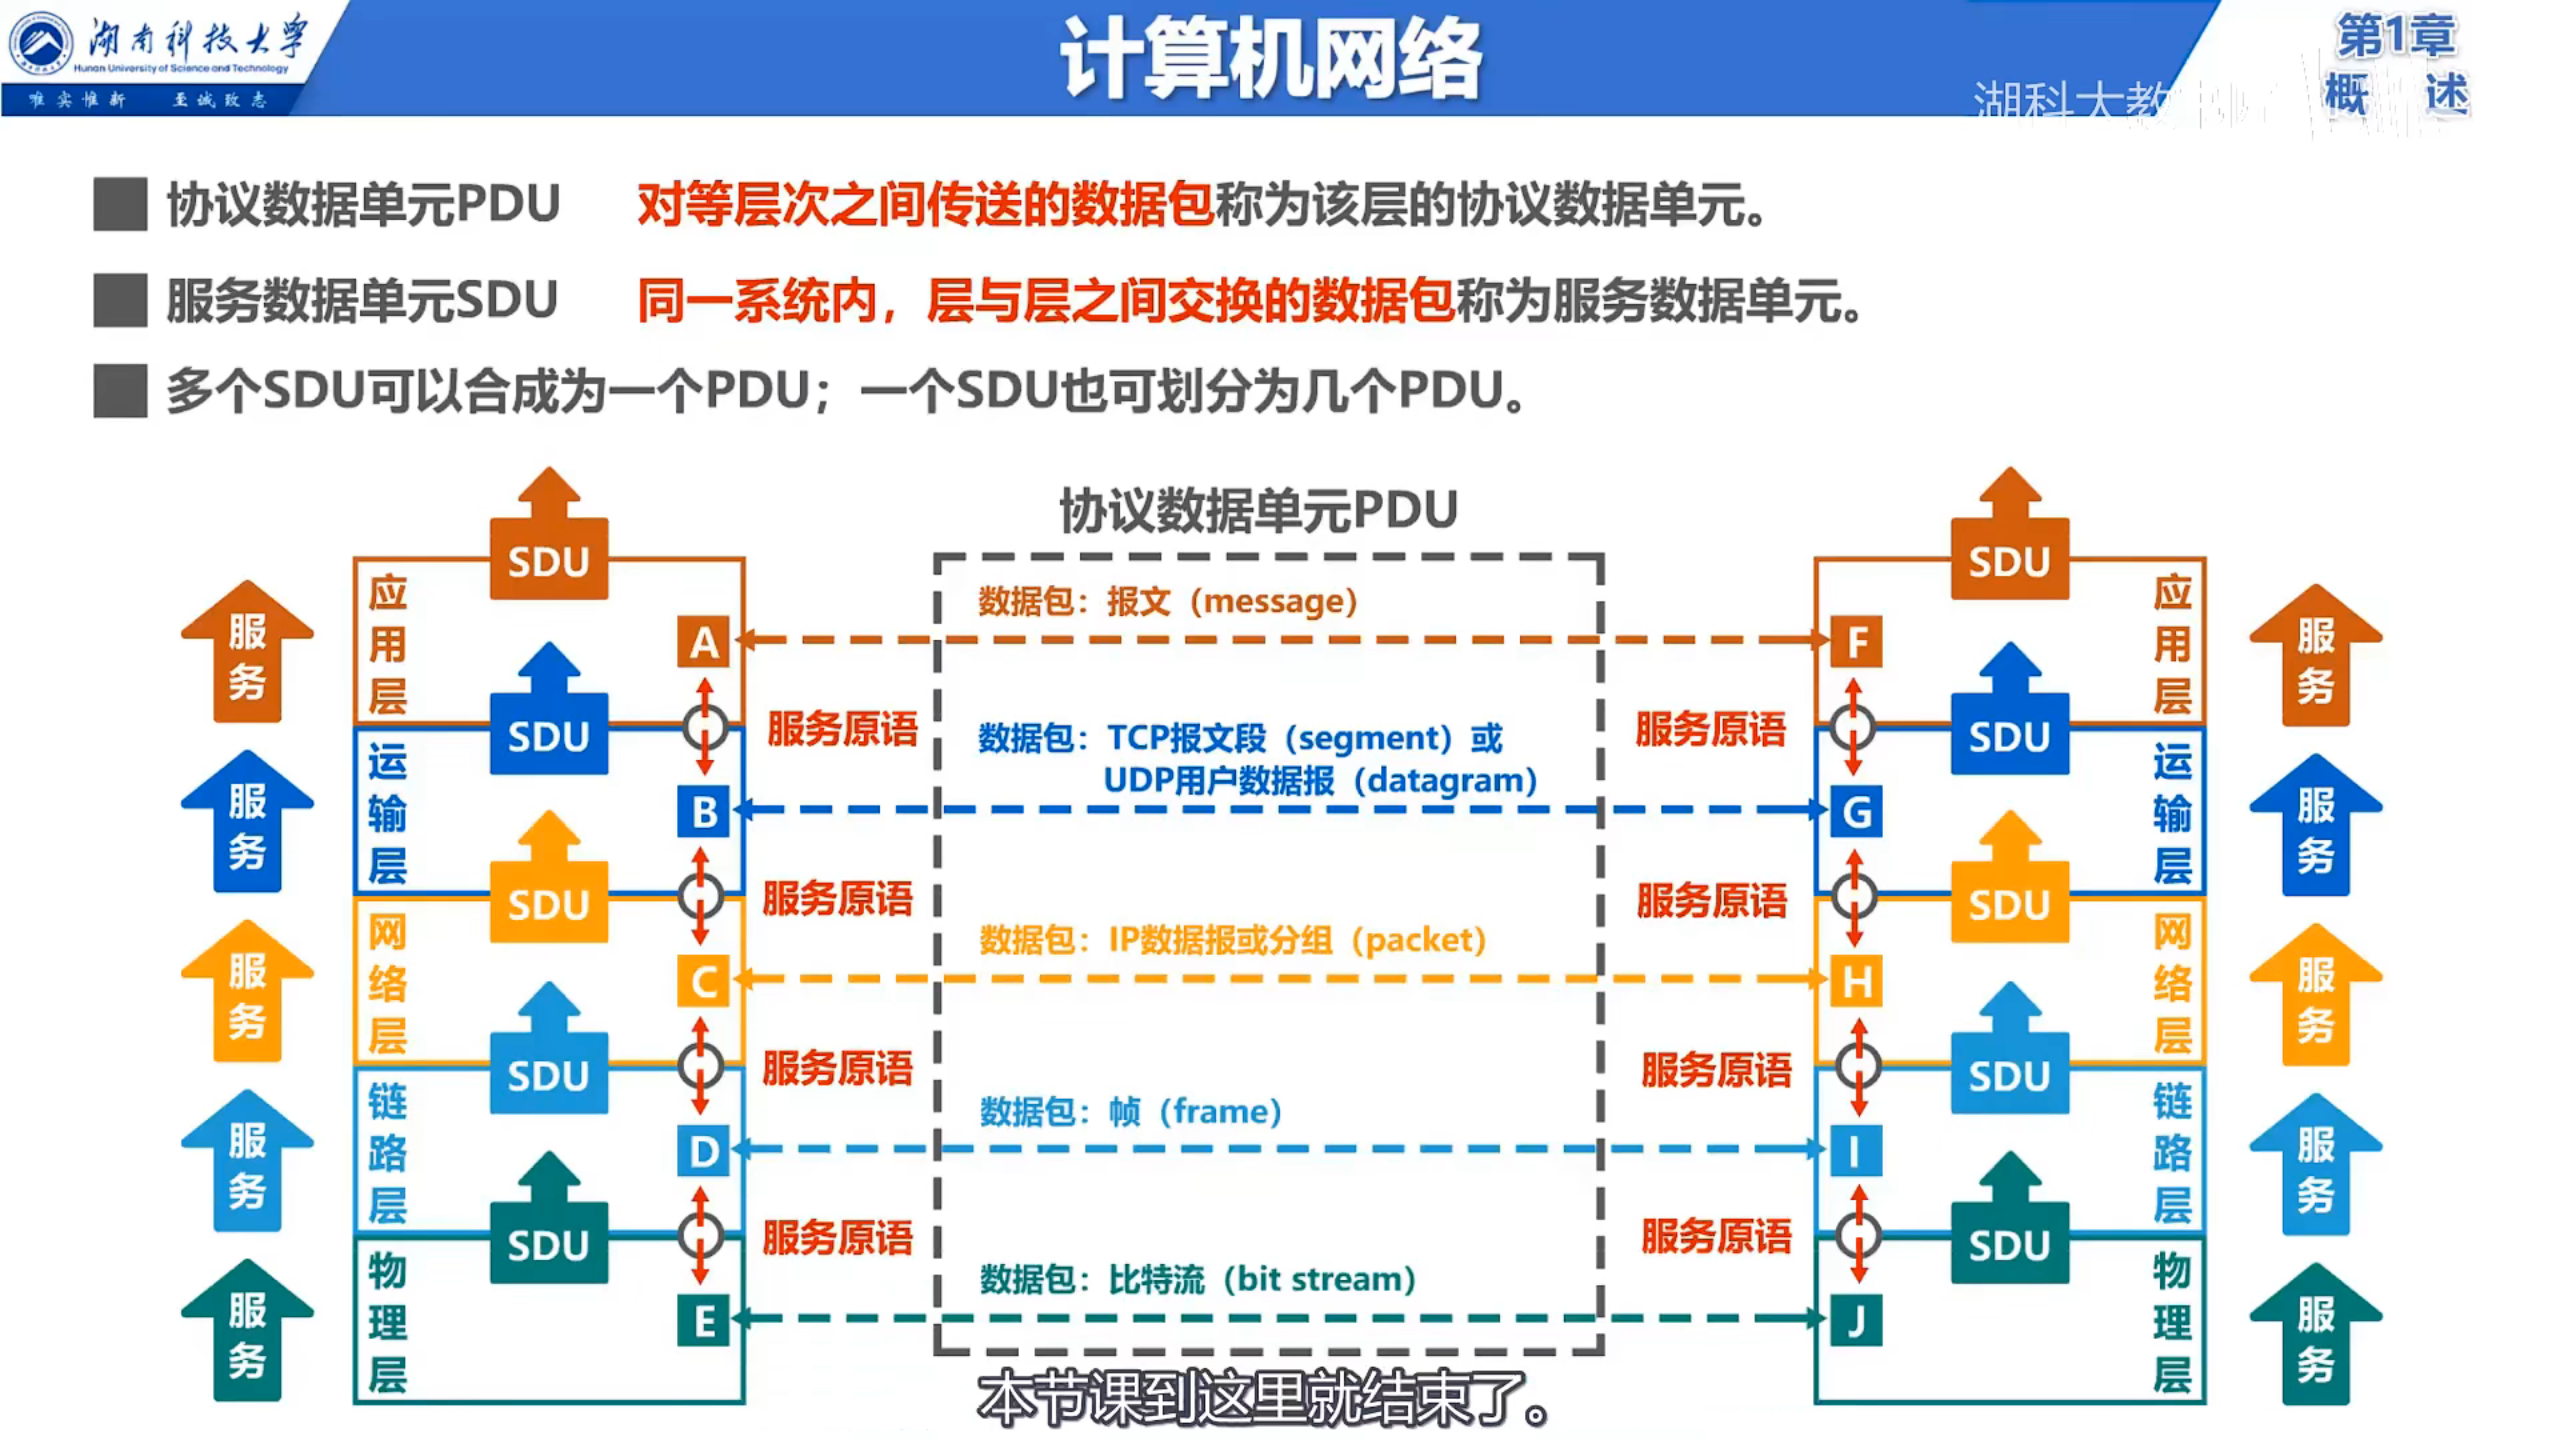 湖南科技大学
Hunan University of Science and Technology
唯实惟新 至诚致志
计算机网络
第1章
概 述
湖科大教
协议数据单元PDU 对等层次之间传送的数据包称为该层的协议数据单元。
服务数据单元SDU 同一系统内，层与层之间交换的数据包称为服务数据单元。
多个SDU可以合成为一个PDU；一个SDU也可划分为几个PDU。
协议数据单元PDU
服务
服务
服务
服务
服务
应用层
运输层
网络层
链路层
物理层
SDU
SDU
SDU
SDU
SDU
A
B
C
D
E
服务原语
服务原语
服务原语
服务原语
数据包：报文（message）
数据包：TCP报文段（segment）或
UDP用户数据报（datagram）
数据包：IP数据报或分组（packet）
数据包：帧（frame）
数据包：比特流（bit stream）
服务原语
服务原语
服务原语
服务原语
F
G
H
I
J
SDU
SDU
SDU
SDU
SDU
应用层
运输层
网络层
链路层
物理层
服务
服务
服务
服务
服务
本节课到这里就结束了。